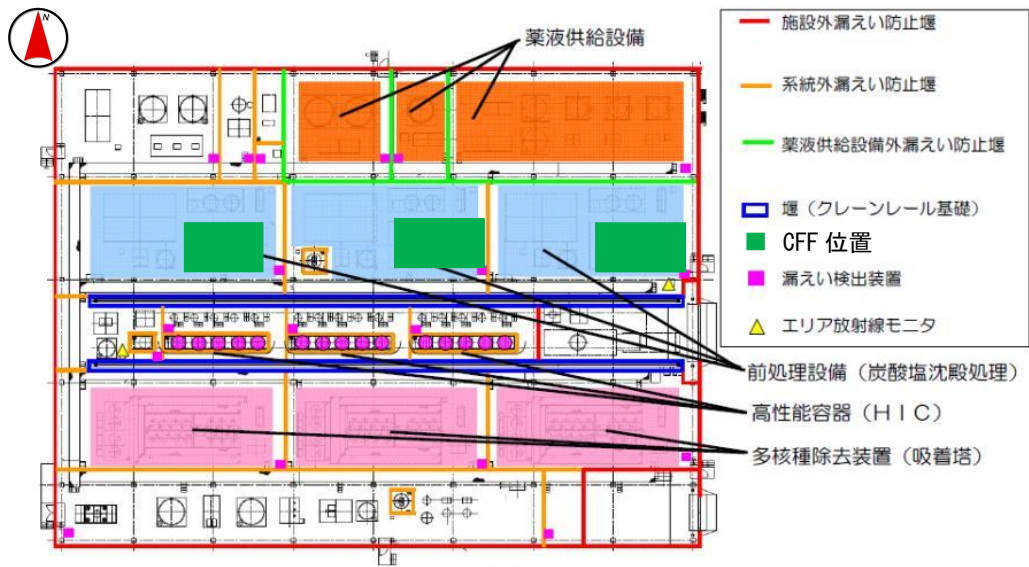 N
薬液供給設備
施設外漏えい防止堰
系統外漏えい防止堰
薬液供給設備外漏えい防止堰
堰（クレーンレール基礎）
CFF 位置
漏えい検出装置
エリア放射線モニタ
前処理設備（炭酸塩沈殿処理）
高性能容器（ＨＩＣ）
多核種除去装置（吸着塔）